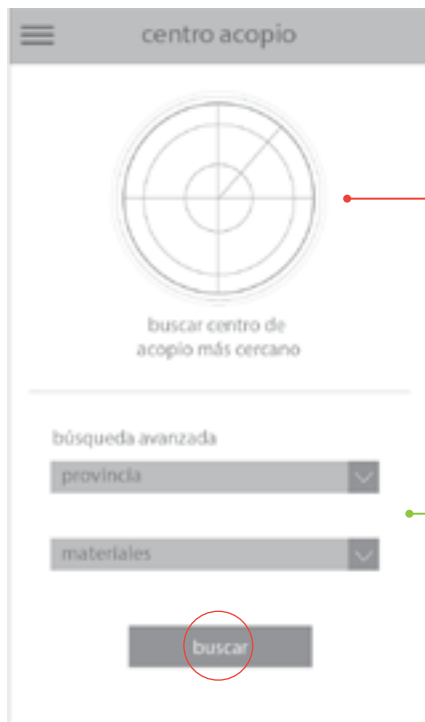 centro acopio
buscar centro de
acopio más cercano
búsqueda avanzada
provincia
materiales
buscar